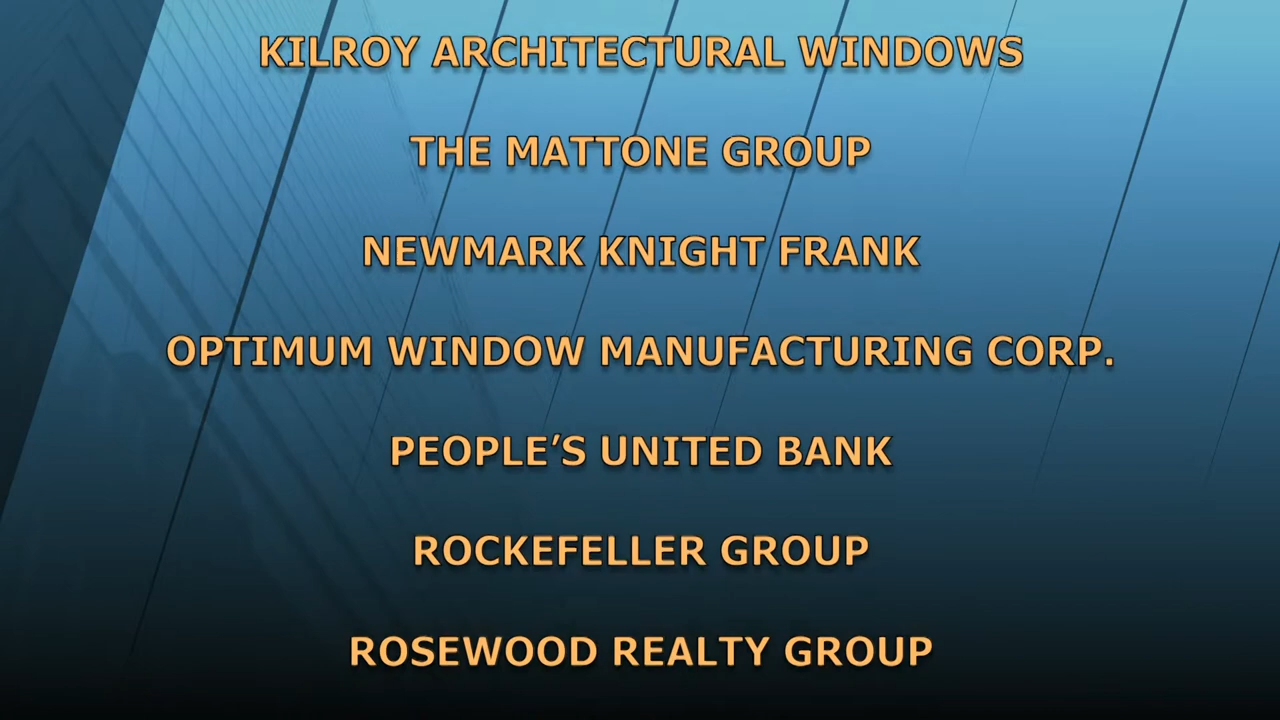 KILROY ARCHITECTURAL WINDOWS
THE MATTONE GROUP
NEWMARK KNIGHT FRANK
OPTIMUM WINDOW MANUFACTURING CORP.
PEOPLE’S UNITED BANK
ROCKEFELLER GROUP
ROSEWOOD REALTY GROUP